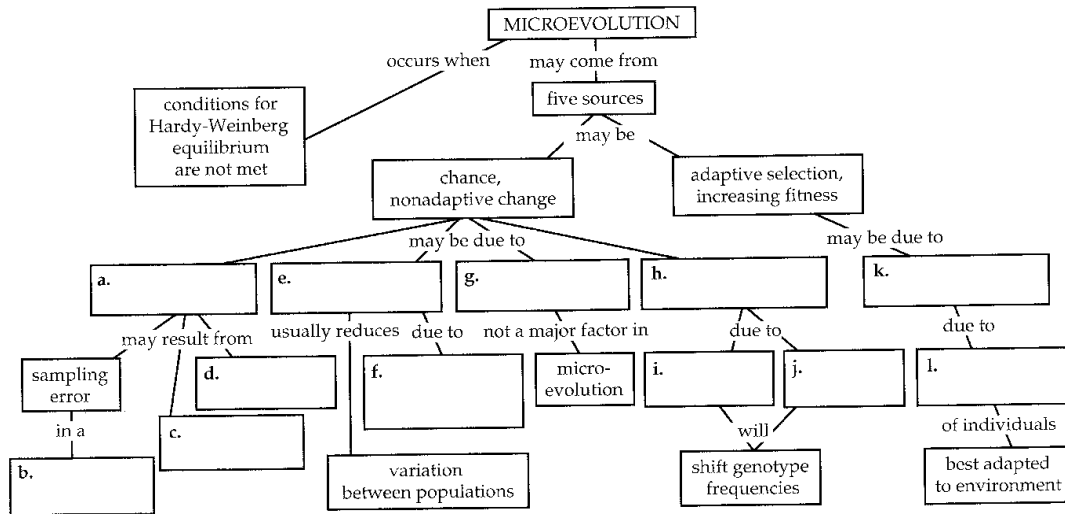 MICROEVOLUTION
occurs when
may come from
conditions for
Hardy-Weinberg
equilibrium
are not met
five sources
may be
chance,
nonadaptive change
adaptive selection,
increasing fitness
may be due to
may be due to
a.
e.
g.
h.
k.
may result from
usually reduces
due to
not a major factor in
due to
due to
sampling
error
d.
f.
micro-
evolution
i.
j.
l.
in a
c.
will
of individuals
b.
variation
between populations
shift genotype
frequencies
best adapted
to environment